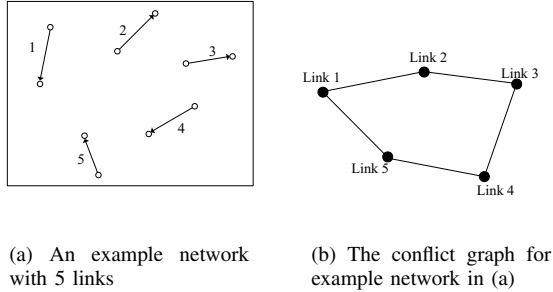 1
2
3
4
5
Link 1
Link 2
Link 3
Link 4
Link 5
(a) An example network
with 5 links
(b) The conflict graph for
example network in (a)